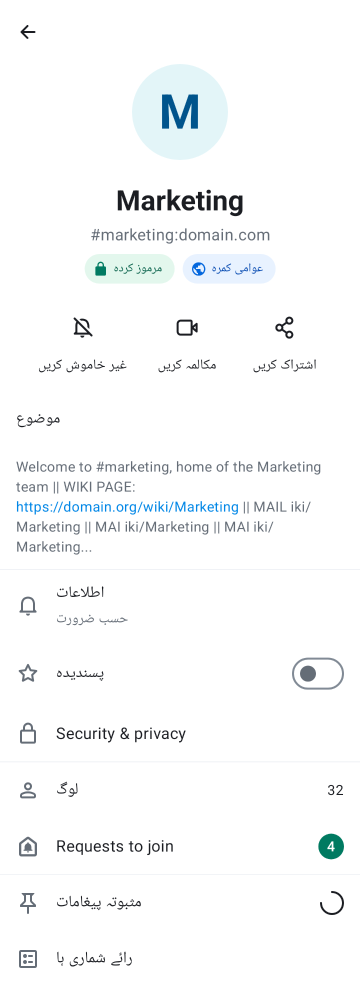 M
Marketing
#marketing:domain.com
مرموز کردہ
عوامی کمرہ
غیر خاموش کریں
مکالمہ کریں
اشتراک کریں
موضوع
Welcome to #marketing, home of the Marketing
team || WIKI PAGE:
https://domain.org/wiki/Marketing || MAIL iki/
Marketing || MAI iki/Marketing || MAI iki/
Marketing...
اطلاعات
حسب ضرورت
پسندیدہ
Security & privacy
لوگ
32
Requests to join
4
مثبوتہ پیغامات
رائے شماری ہا